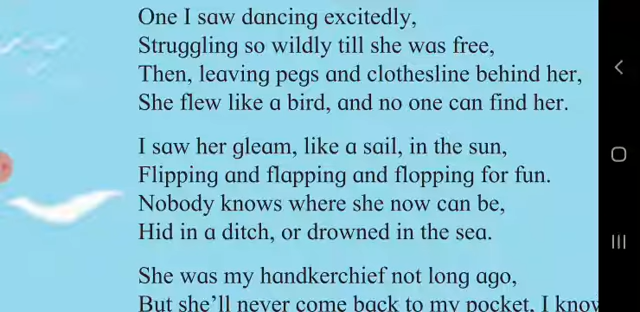 One I saw dancing excitedly,
Struggling so wildly till she was free,
Then, leaving pegs and clothesline behind her,
She flew like a bird, and no one can find her.
I saw her gleam, like a sail, in the sun,
Flipping and flapping and flopping for fun.
Nobody knows where she now can be,
Hid in a ditch, or drowned in the sea.
She was my handkerchief not long ago,
But she'll never come back to my pocket, I know